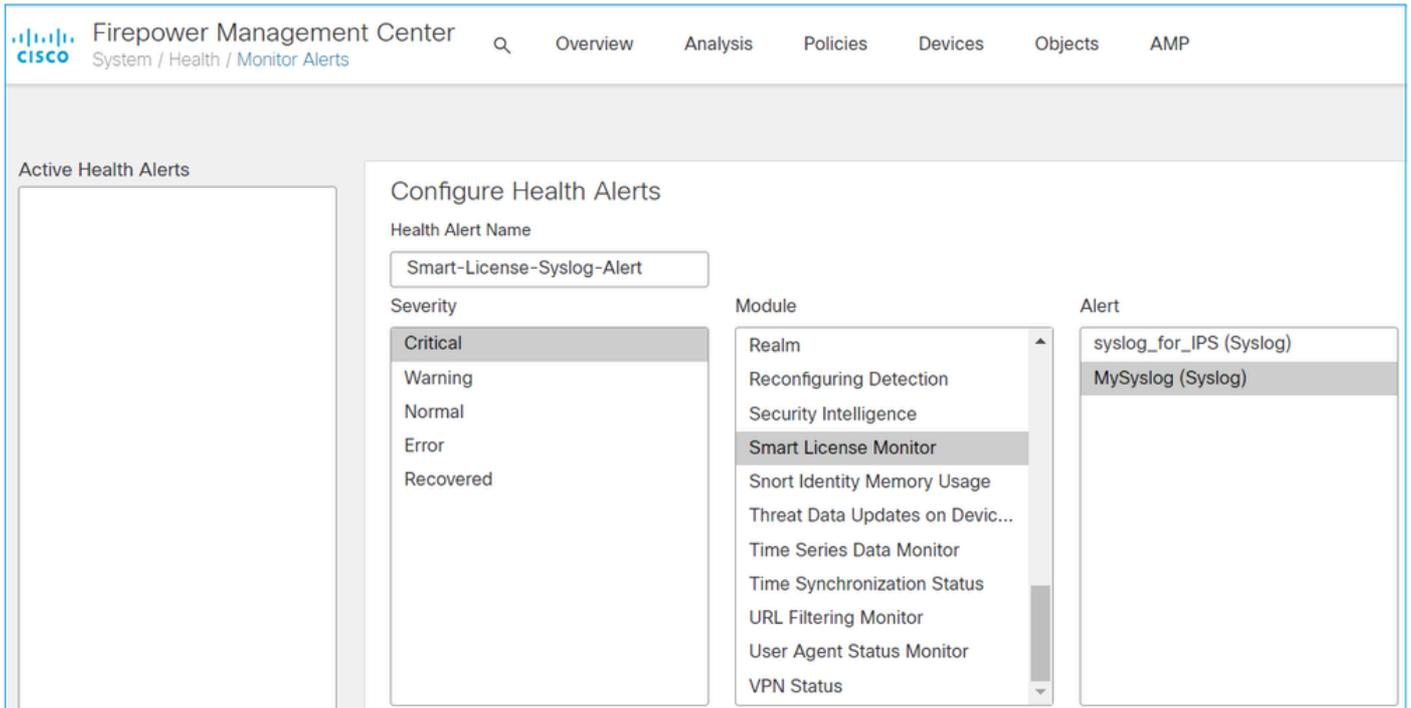 Firepower Management Center
CISCO
System / Health / Monitor Alerts
Overview
Analysis
Policies
Devices
Objects
AMP
Active Health Alerts
Configure Health Alerts
Health Alert Name
Smart-License-Syslog-Alert
Severity
Critical
Warning
Normal
Error
Recovered
Module
Realm
Reconfiguring Detection
Security Intelligence
Smart License Monitor
Snort Identity Memory Usage
Threat Data Updates on Devic...
Time Series Data Monitor
Time Synchronization Status
URL Filtering Monitor
User Agent Status Monitor
VPN Status
Alert
syslog_for_IPS (Syslog)
MySyslog (Syslog)